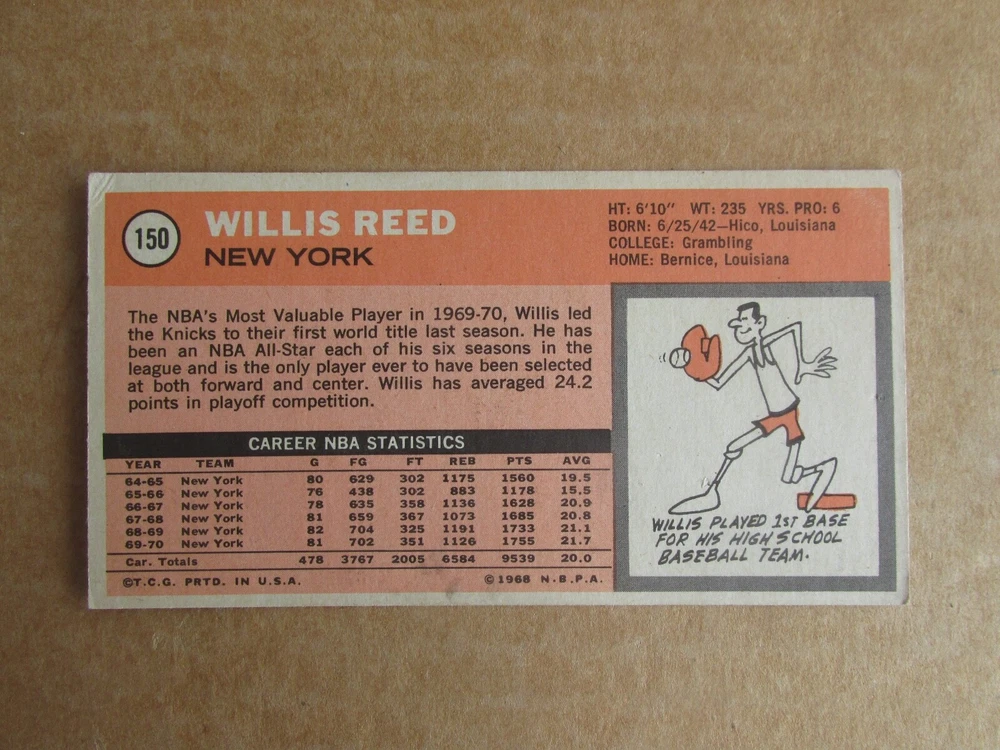 150
WILLIS REED
NEW YORK
HT: 6'10" WT: 235 YRS. PRO: 6
BORN: 6/25/42—Hico, Louisiana
COLLEGE: Grambling
HOME: Bernice, Louisiana
The NBA's Most Valuable Player in 1969-70, Willis led
the Knicks to their first world title last season. He has
been an NBA All-Star each of his six seasons in the
league and is the only player ever to have been selected
at both forward and center. Willis has averaged 24.2
points in playoff competition.
CAREER NBA STATISTICS
YEAR TEAM G FG FT REB PTS AVG
64-65 New York 80 629 302 1175 1560 19.5
65-66 New York 76 438 302 883 1178 15.5
66-67 New York 78 635 358 1136 1628 20.9
67-68 New York 81 659 367 1073 1685 20.8
68-69 New York 82 704 325 1191 1733 21.1
69-70 New York 81 702 351 1126 1755 21.7
Car. Totals 478 3767 2005 6584 9539 20.0
©T.C.G. PRTD. IN U.S.A. ©1968 N.B.P.A.
WILLIS PLAYED 1ST BASE
FOR HIS HIGH SCHOOL
BASEBALL TEAM.